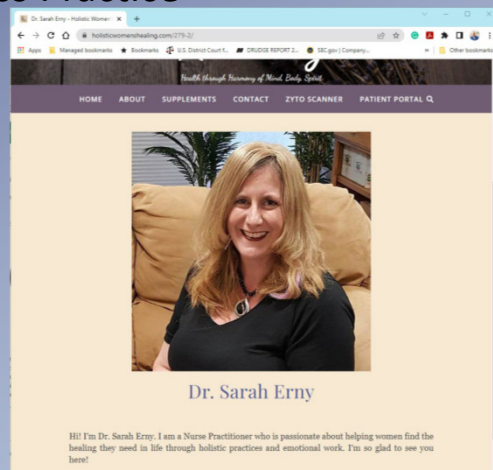 Dr. Sarah Erny - Holistic Women
holisticwomenshealing.com/279-2/
Apps Managed bookmarks Bookmarks U.S. District Court f... DRUDGE REPORT 2... SEC.gov | Company... » Other bookmarks
Health through Harmony of Mind, Body, Spirit
HOME ABOUT SUPPLEMENTS CONTACT ZYTO SCANNER PATIENT PORTAL
Dr. Sarah Erny
Hi! I'm Dr. Sarah Erny. I am a Nurse Practitioner who is passionate about helping women find the
healing they need in life through holistic practices and emotional work. I'm so glad to see you
here!